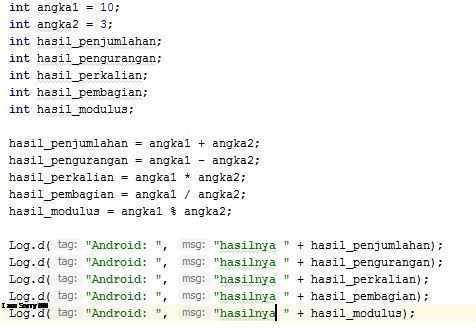 int angka1 = 10;
int angka2 = 3;
int hasil_penjumlahan;
int hasil_pengurangan;
int hasil_perkalian;
int hasil_pembagian;
int hasil_modulus;
hasil_penjumlahan = angka1 + angka2;
hasil_pengurangan = angka1 - angka2;
hasil_perkalian = angka1 * angka2;
hasil_pembagian = angka1 / angka2;
hasil_modulus = angka1 % angka2;
Log.d( tag: "Android: ", msg: "hasilnya " + hasil_penjumlahan);
Log.d( tag: "Android: ", msg: "hasilnya " + hasil_pengurangan);
Log.d( tag: "Android: ", msg: "hasilnya " + hasil_perkalian);
Log.d( tag: "Android: ", msg: "hasilnya " + hasil_pembagian);
Log.d( tag: "Android: ", msg: "hasilnya " + hasil_modulus);